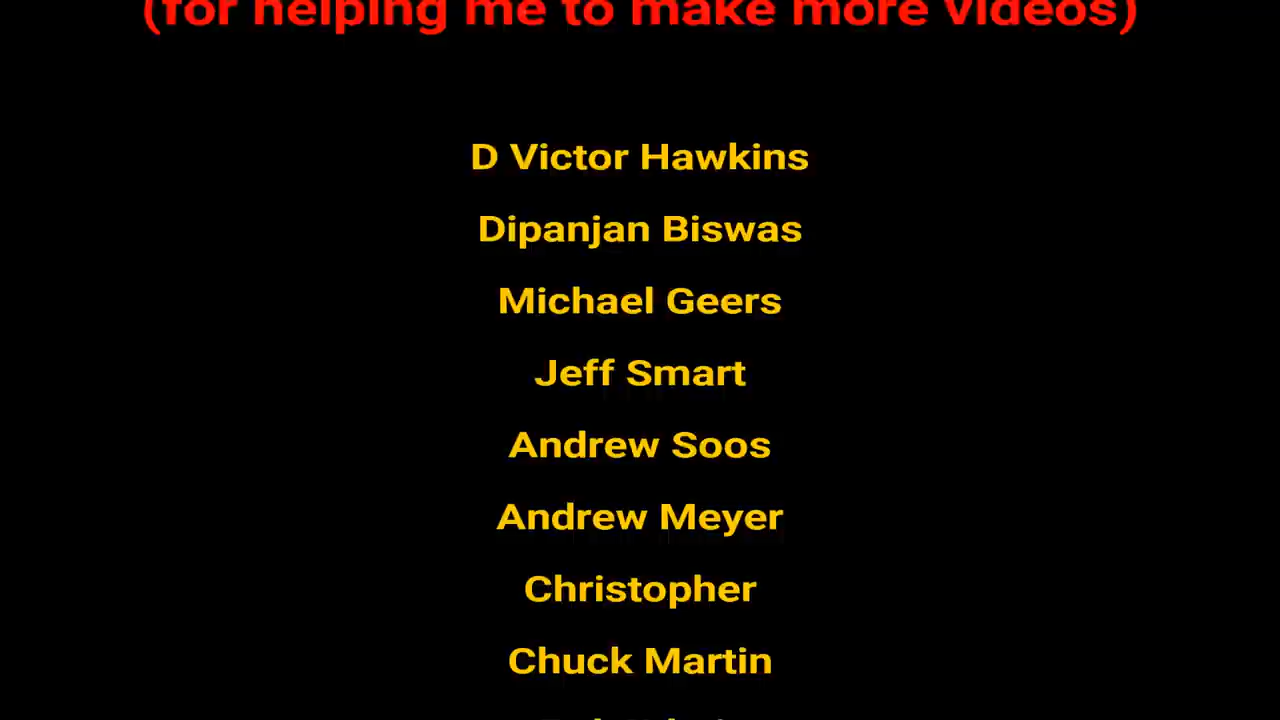 (for helping me to make more videos)
D Victor Hawkins
Dipanjan Biswas
Michael Geers
Jeff Smart
Andrew Soos
Andrew Meyer
Christopher
Chuck Martin